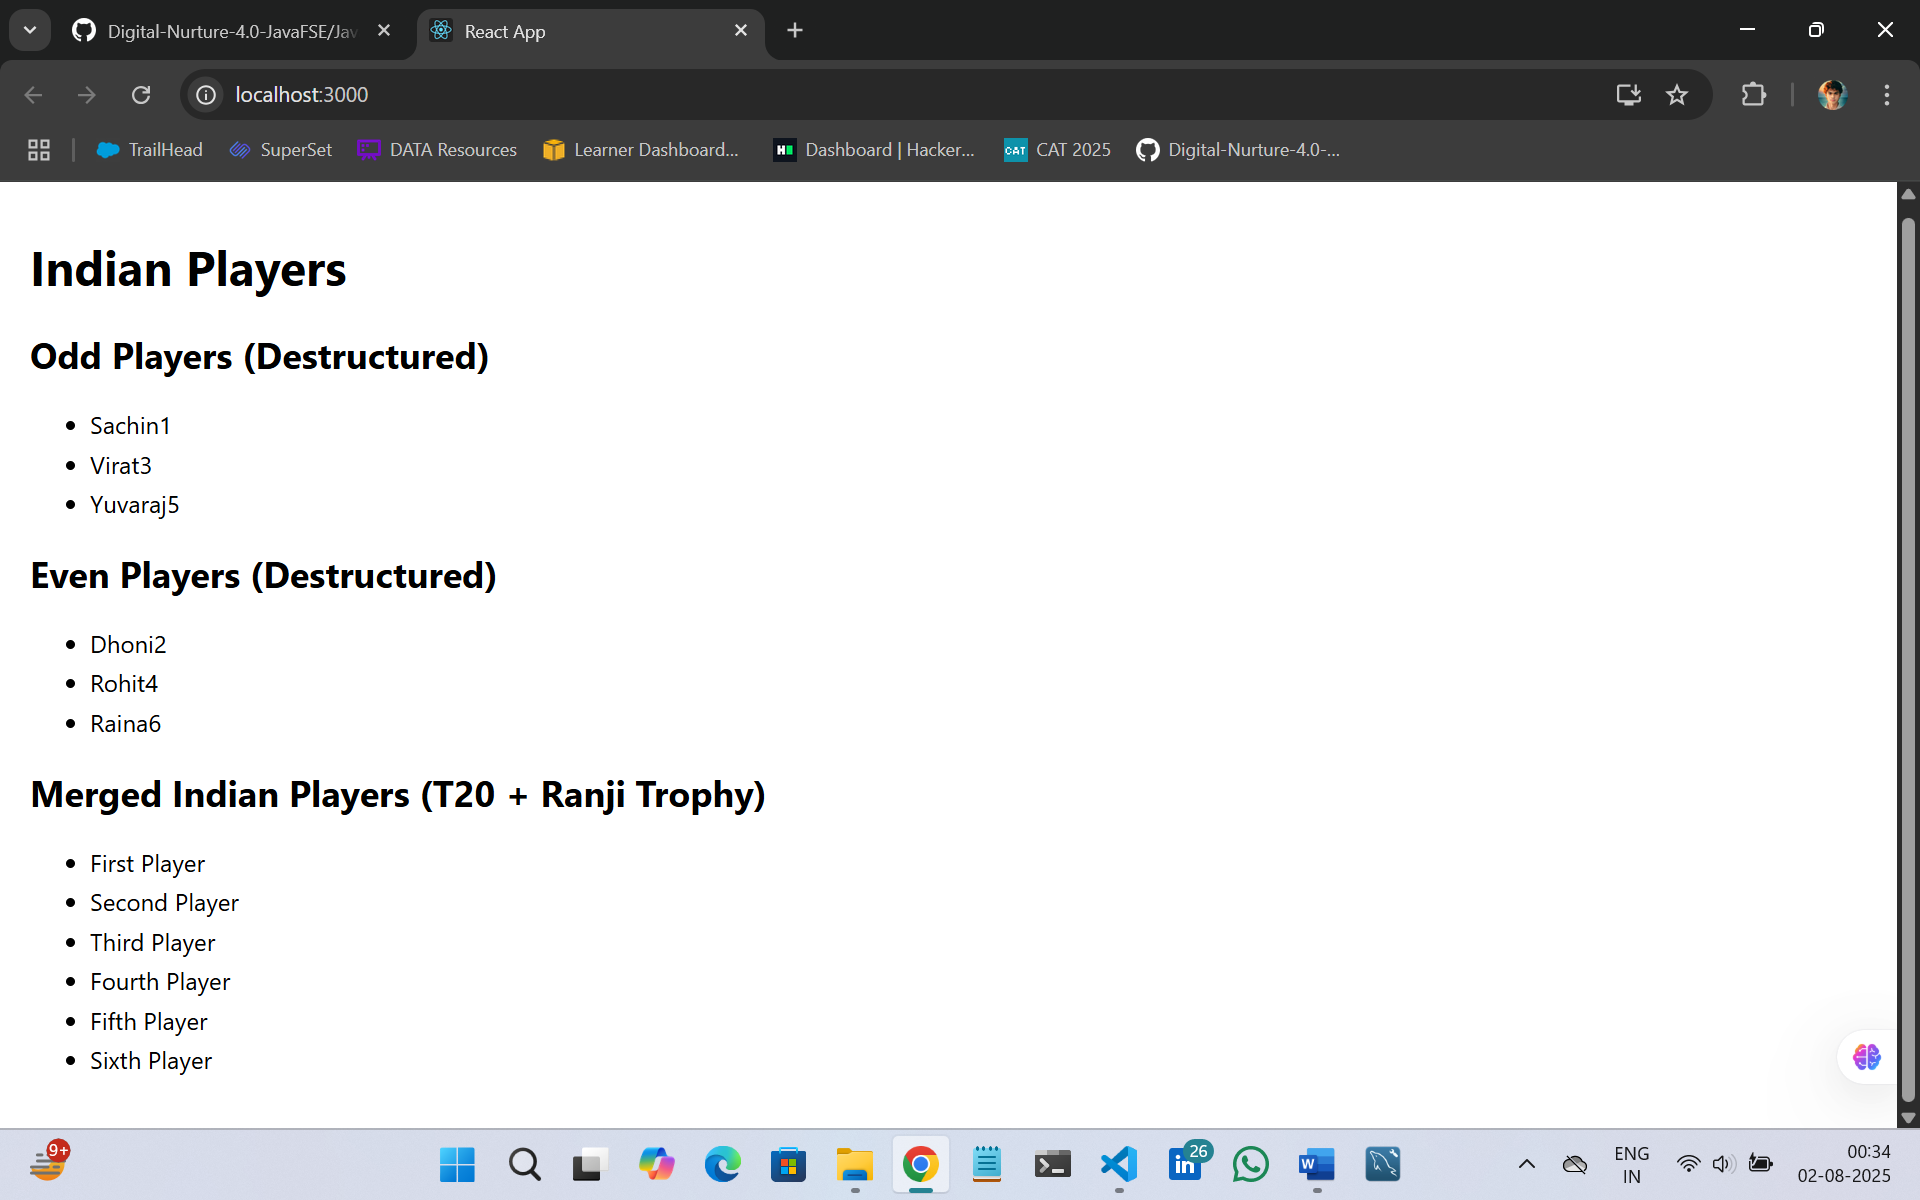 Digital-Nurture-4.0-JavaFSE/Jav
React App
localhost:3000
TrailHead
SuperSet
DATA Resources
Learner Dashboard...
Dashboard | Hacker...
CAT
CAT 2025
Digital-Nurture-4.0-...
Indian Players
Odd Players (Destructured)
Sachin1
Virat3
Yuvaraj5
Even Players (Destructured)
Dhoni2
Rohit4
Raina6
Merged Indian Players (T20 + Ranji Trophy)
First Player
Second Player
Third Player
Fourth Player
Fifth Player
Sixth Player
9+
26
ENG
IN
00:34
02-08-2025